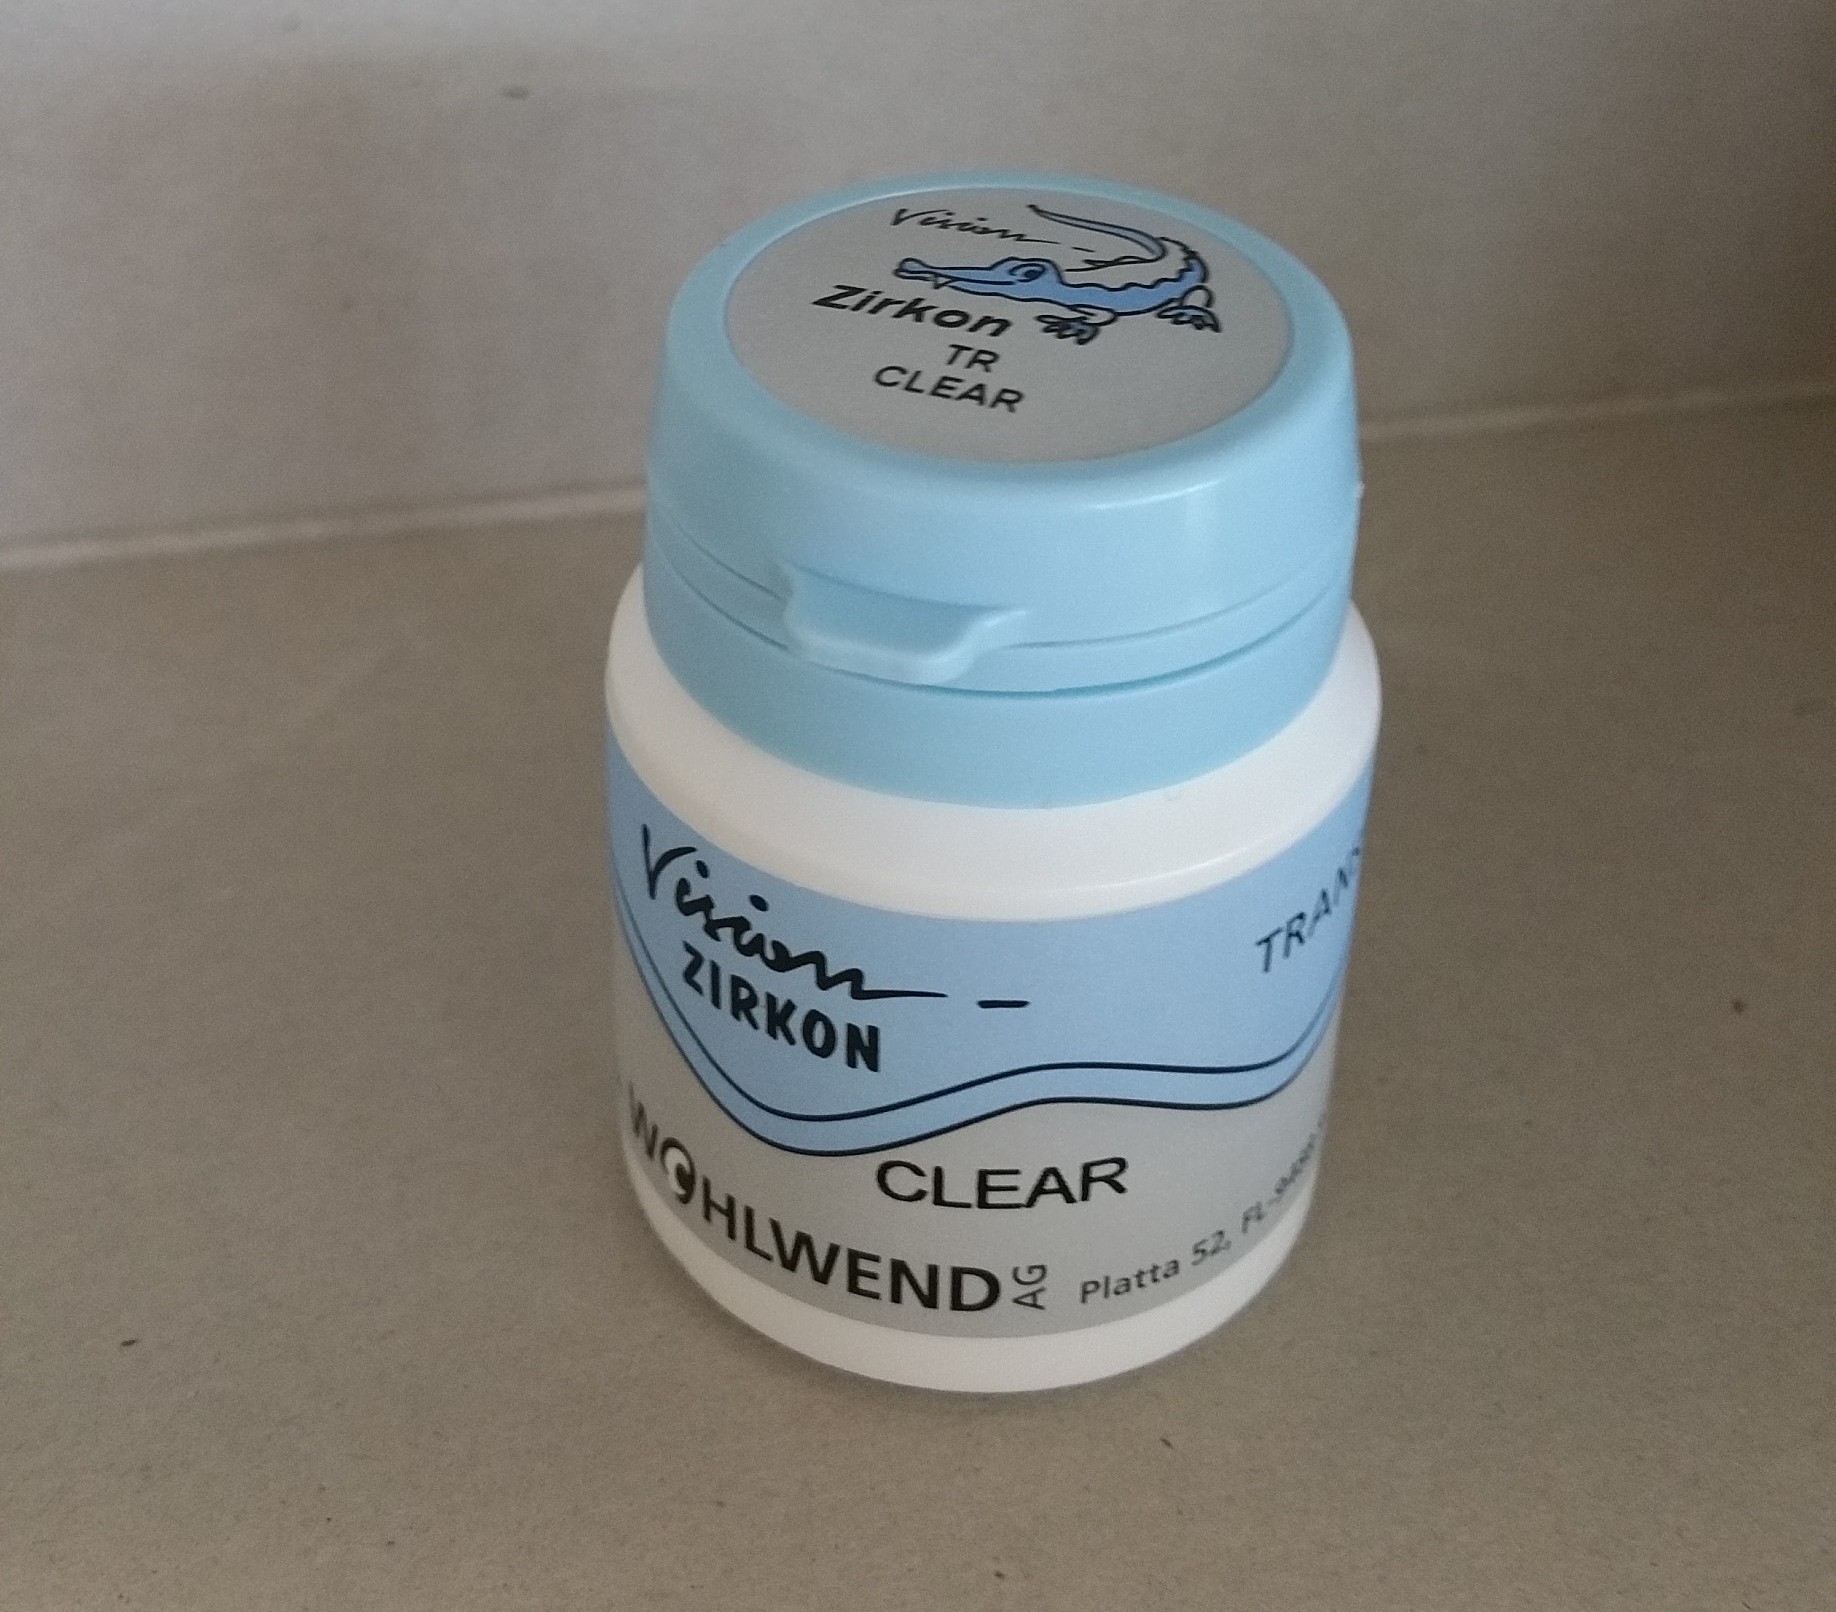 Vision
Zirkon
TR
CLEAR
Vision
ZIRKON
CLEAR
WOHLWEND AG
Platta 52,